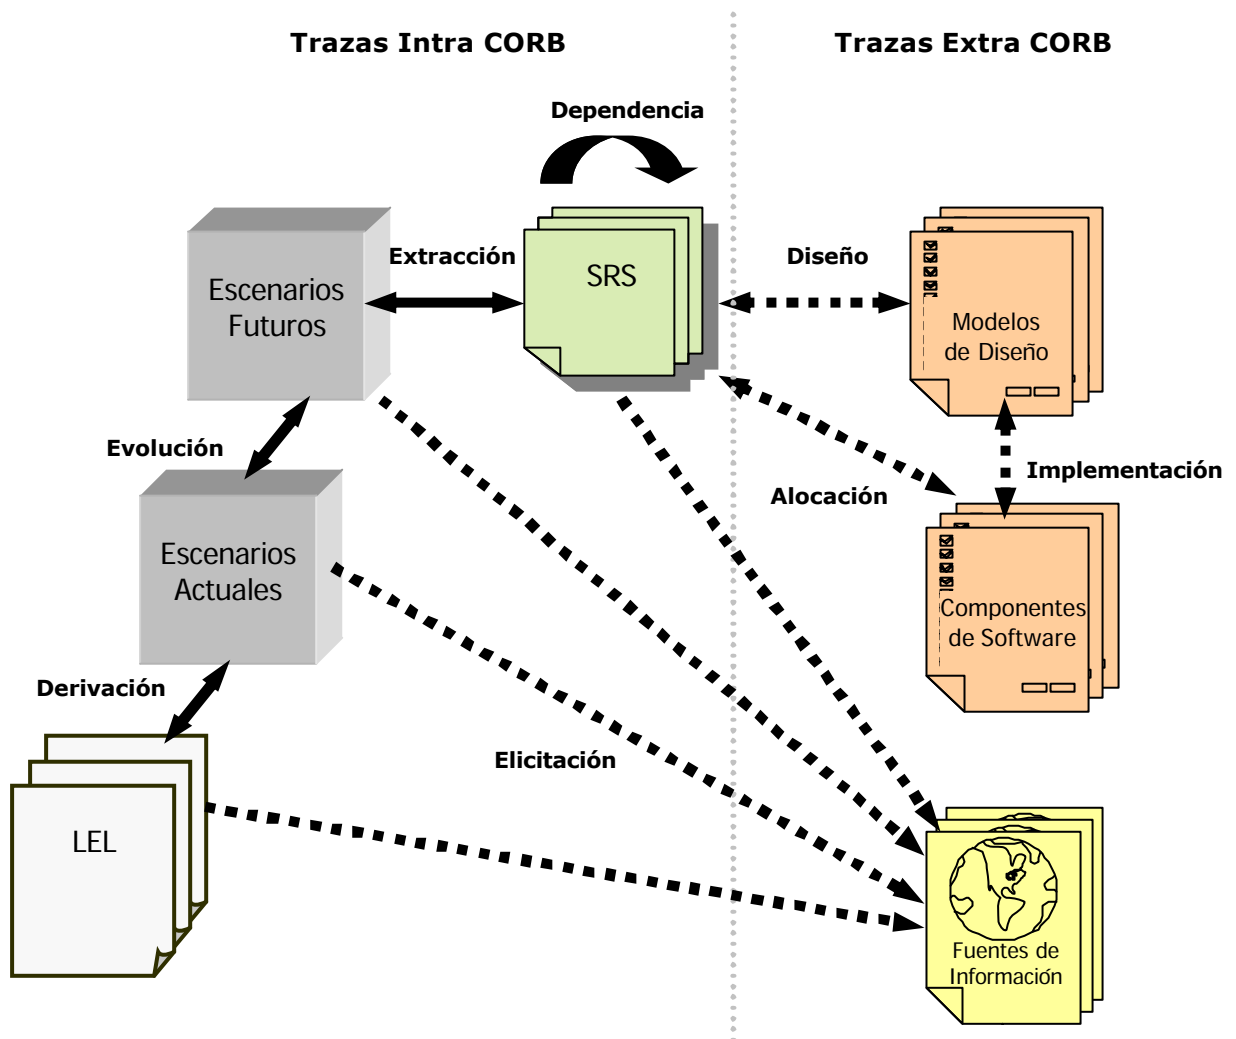 Trazas Intra CORB
Trazas Extra CORB
Dependencia
Extracción
Diseño
SRS
Escenarios
Futuros
Modelos
de Diseño
Evolución
Implementación
Alocación
Escenarios
Actuales
Componentes
de Software
Derivación
Elicitación
LEL
Fuentes de
Información